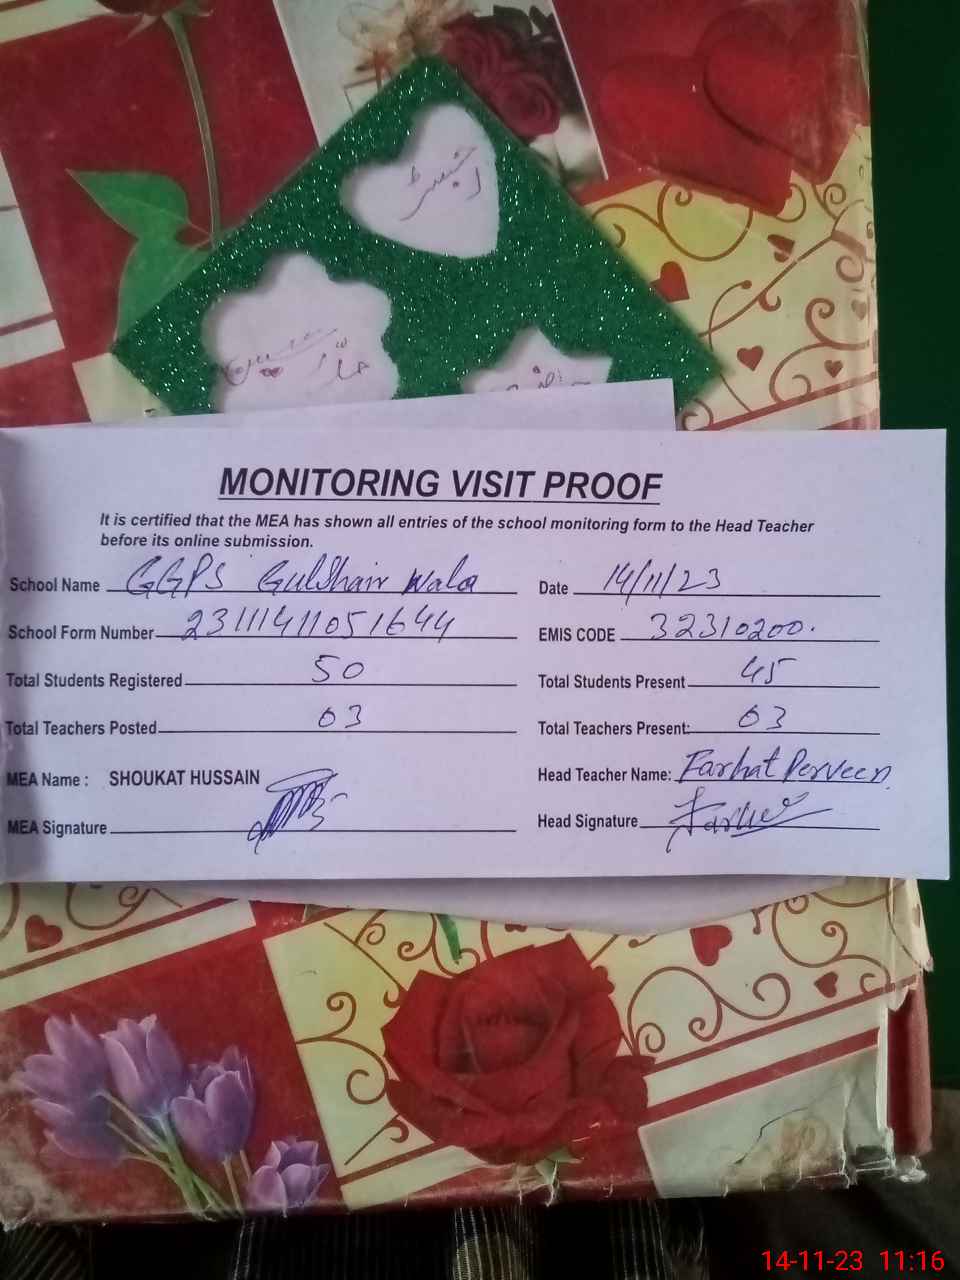 رجسٹر
MONITORING VISIT PROOF
It is certified that the MEA has shown all entries of the school monitoring form to the Head Teacher
before its online submission.
School Name GGPS Gulshair Wala Date 14/11/23
School Form Number 23111411051644 EMIS CODE 32310200.
Total Students Registered 50 Total Students Present 45
Total Teachers Posted 03 Total Teachers Present: 03
MEA Name : SHOUKAT HUSSAIN Head Teacher Name: Farhat Perveen
MEA Signature Head Signature
14-11-23 11:16